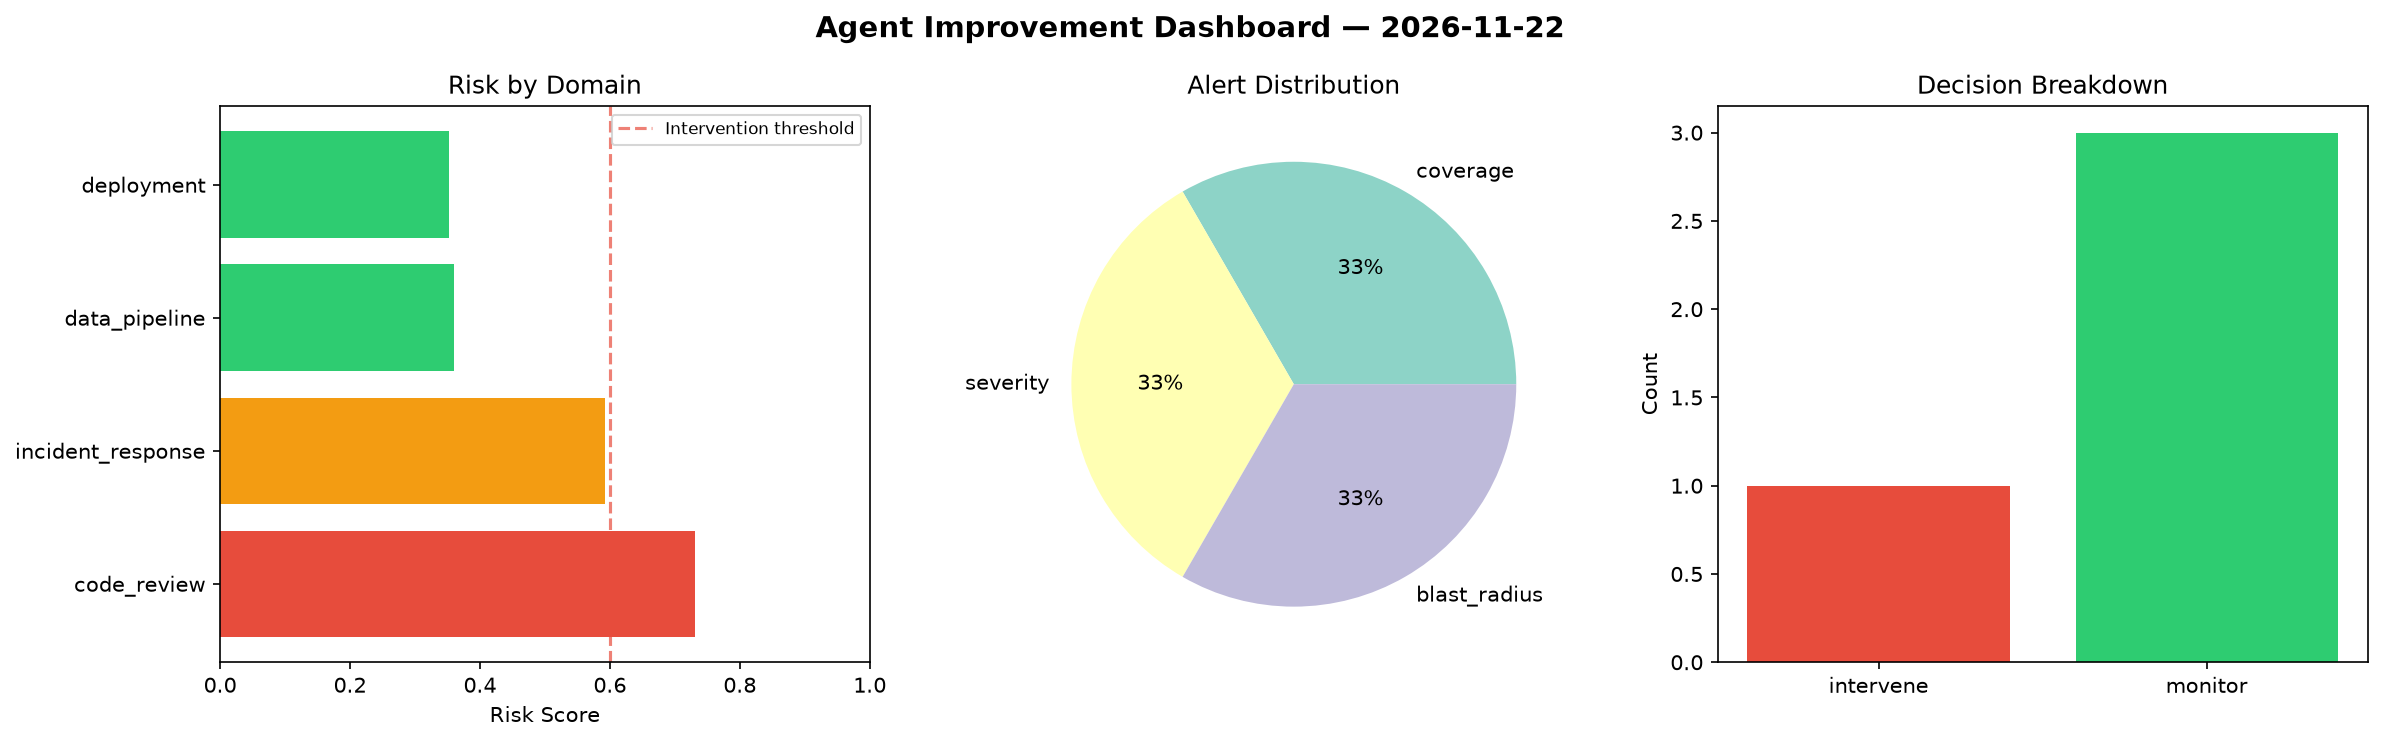 Agent Improvement Dashboard — 2026-11-22
Risk by Domain
Intervention threshold
deployment
data_pipeline
incident_response
code_review
0.0 0.2 0.4 0.6 0.8 1.0
Risk Score
Alert Distribution
coverage
33%
severity
33%
33%
blast_radius
Decision Breakdown
Count
3.0
2.5
2.0
1.5
1.0
0.5
0.0
intervene monitor